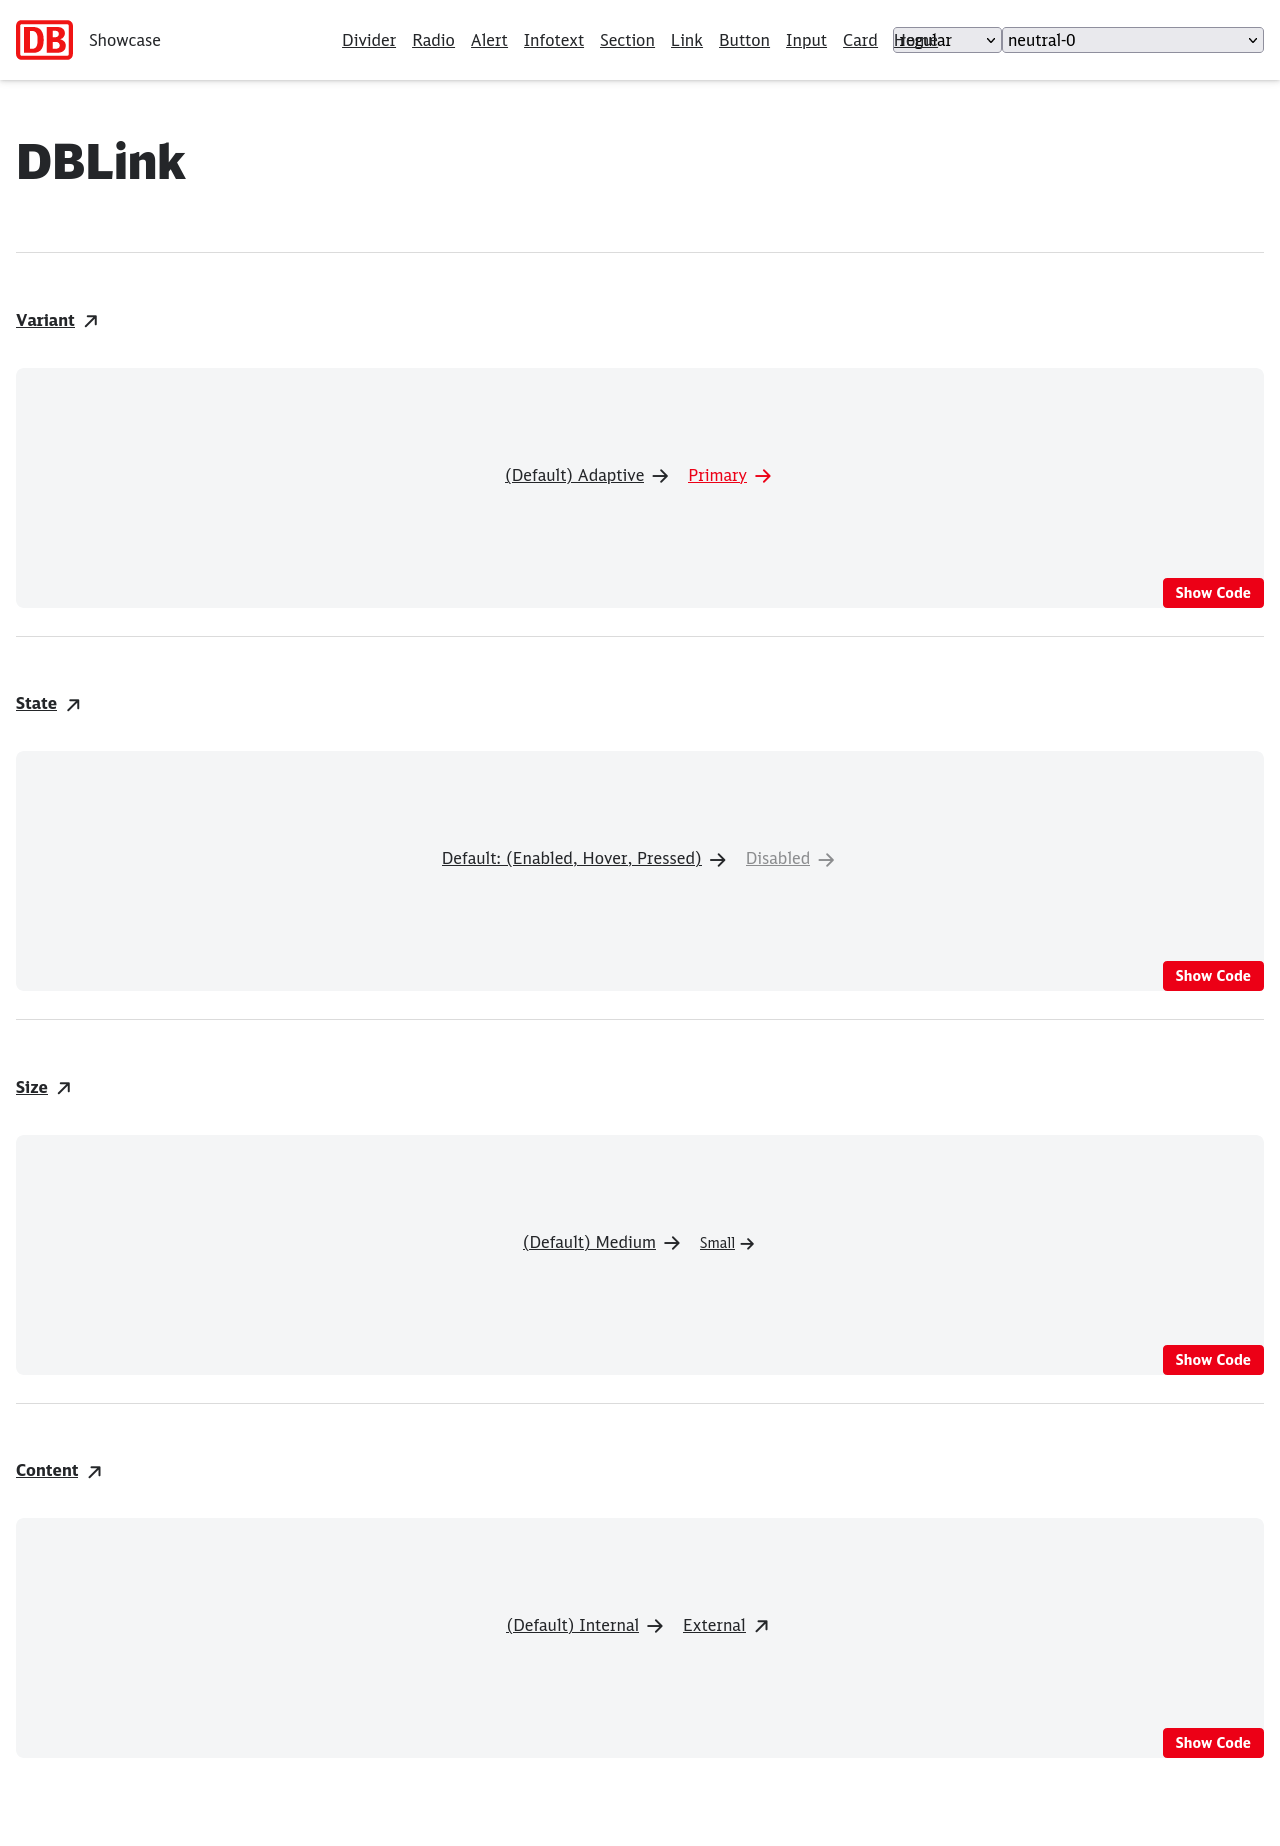 DB Showcase Divider Radio Alert Infotext Section Link Button Input Card Home regular neutral-0
DBLink
Variant
(Default) Adaptive Primary
Show Code
State
Default: (Enabled, Hover, Pressed) Disabled
Show Code
Size
(Default) Medium Small
Show Code
Content
(Default) Internal External
Show Code